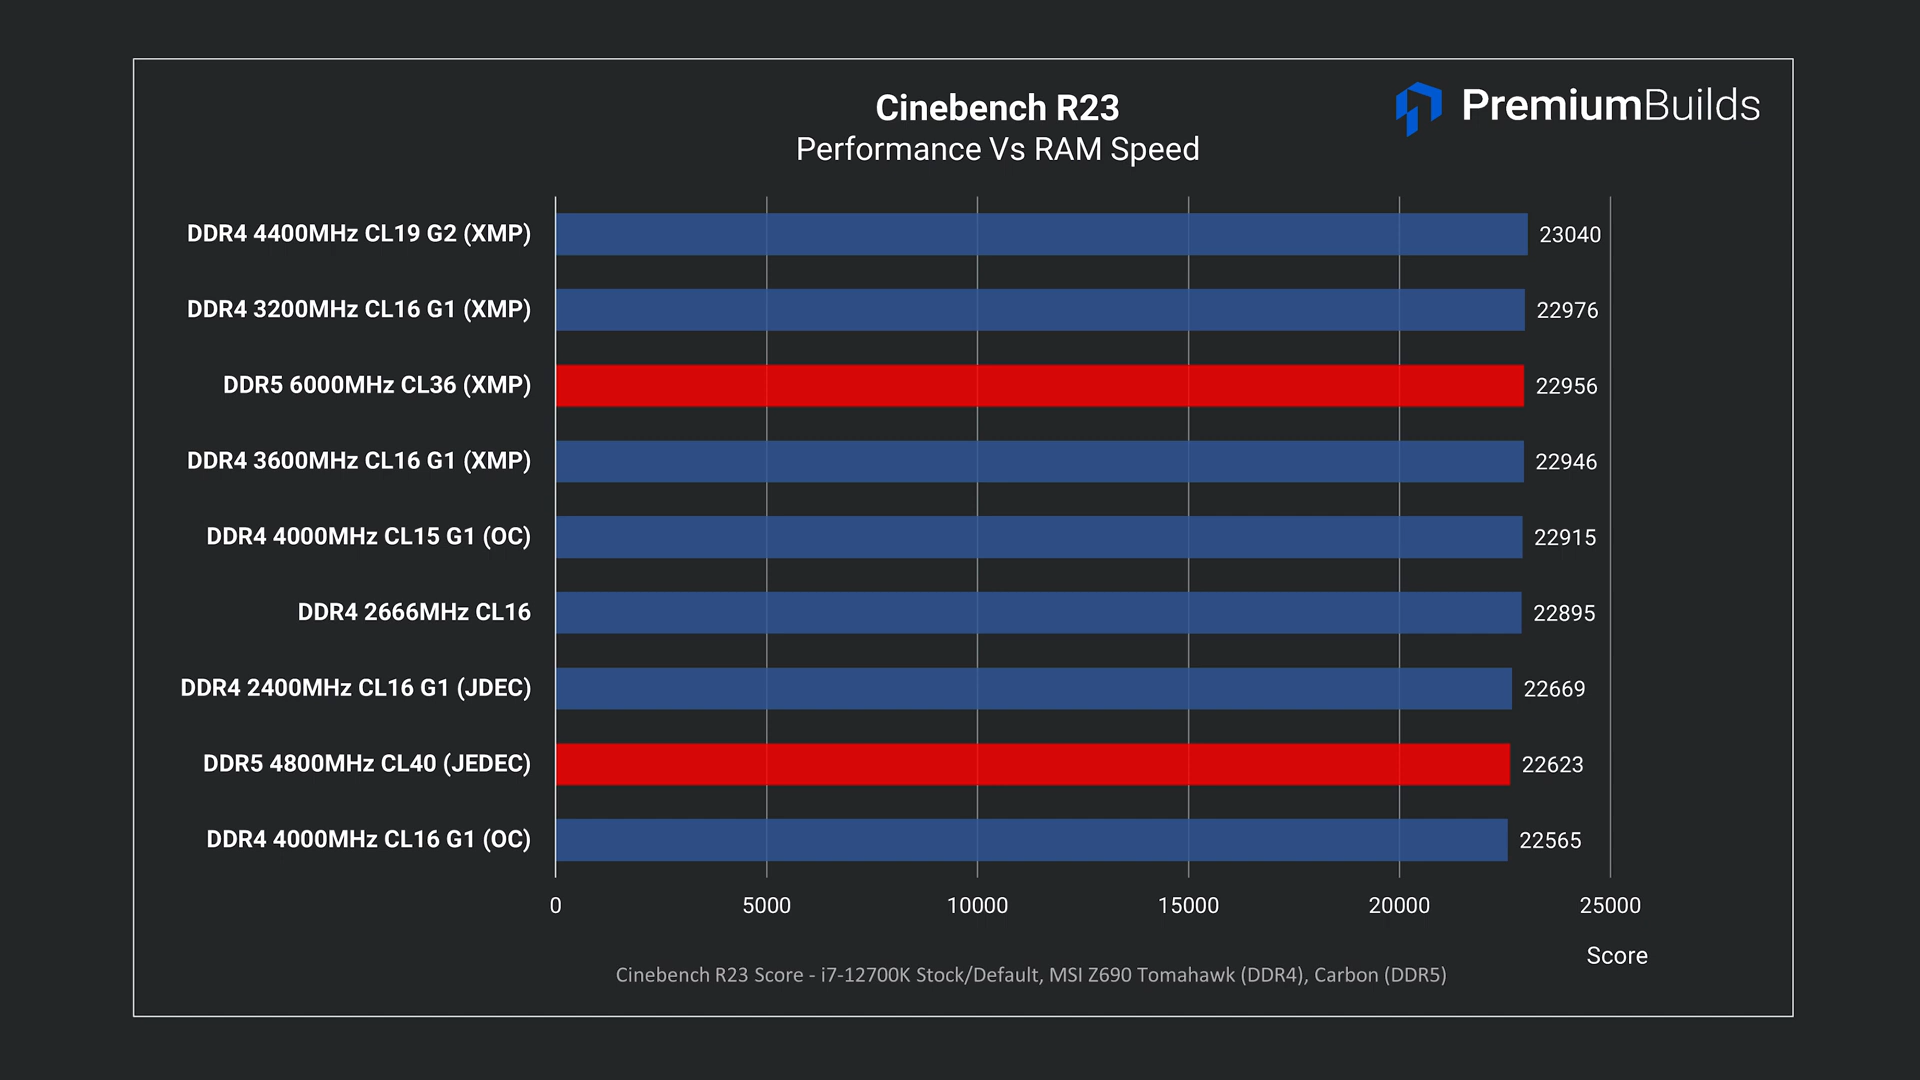 Cinebench R23
Performance Vs RAM Speed
PremiumBuilds
DDR4 4400MHz CL19 G2 (XMP) 23040
DDR4 3200MHz CL16 G1 (XMP) 22976
DDR5 6000MHz CL36 (XMP) 22956
DDR4 3600MHz CL16 G1 (XMP) 22946
DDR4 4000MHz CL15 G1 (OC) 22915
DDR4 2666MHz CL16 22895
DDR4 2400MHz CL16 G1 (JDEC) 22669
DDR5 4800MHz CL40 (JEDEC) 22623
DDR4 4000MHz CL16 G1 (OC) 22565
0 5000 10000 15000 20000 25000
Score
Cinebench R23 Score - i7-12700K Stock/Default, MSI Z690 Tomahawk (DDR4), Carbon (DDR5)